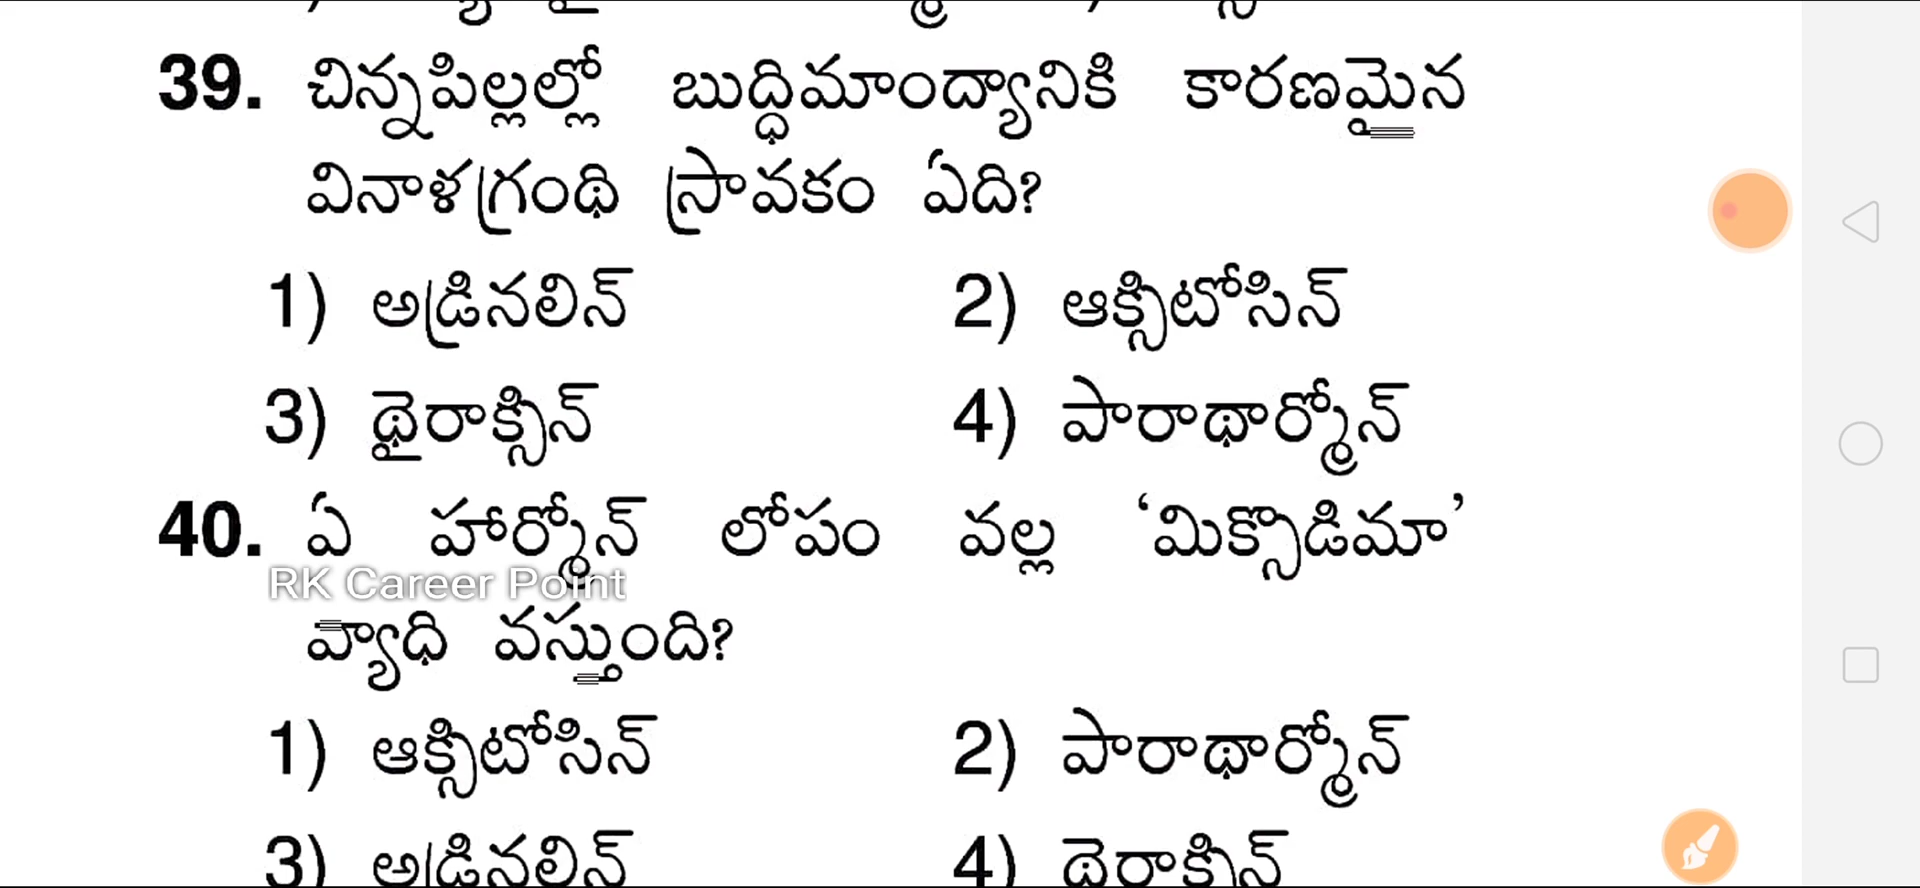 39. చిన్నపిల్లల్లో బుద్ధిమాంద్యానికి కారణమైన
వినాళగ్రంథి స్రావకం ఏది?
1) అడ్రినలిన్ 2) ఆక్సిటోసిన్
3) థైరాక్సిన్ 4) పారాథార్మోన్
40. ఏ హార్మోన్ లోపం వల్ల ‘మిక్సొడిమా’
RK Career Point
వ్యాధి వస్తుంది?
1) ఆక్సిటోసిన్ 2) పారాథార్మోన్
3) అడ్రినలిన్ 4) థైరాక్సిన్